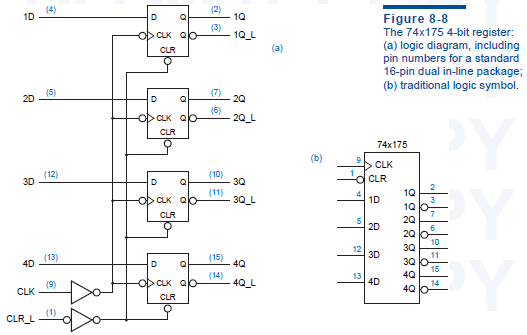 Figure 8-8
The 74x175 4-bit register:
(a) logic diagram, including
pin numbers for a standard
16-pin dual in-line package;
(b) traditional logic symbol.
(a)
1D (4) D Q (2) 1Q
CLK Q (3) 1Q_L
CLR
2D (5) D Q (7) 2Q
CLK Q (6) 2Q_L
CLR
3D (12) D Q (10) 3Q
CLK Q (11) 3Q_L
CLR
4D (13) D Q (15) 4Q
CLK Q (14) 4Q_L
CLR
CLK (9)
CLR_L (1)
(b)
74x175
9 CLK
1 CLR
4 1D 1Q 2
1Q 3
5 2D 2Q 7
2Q 6
12 3D 3Q 10
3Q 11
13 4D 4Q 15
4Q 14
PY
PY
PY